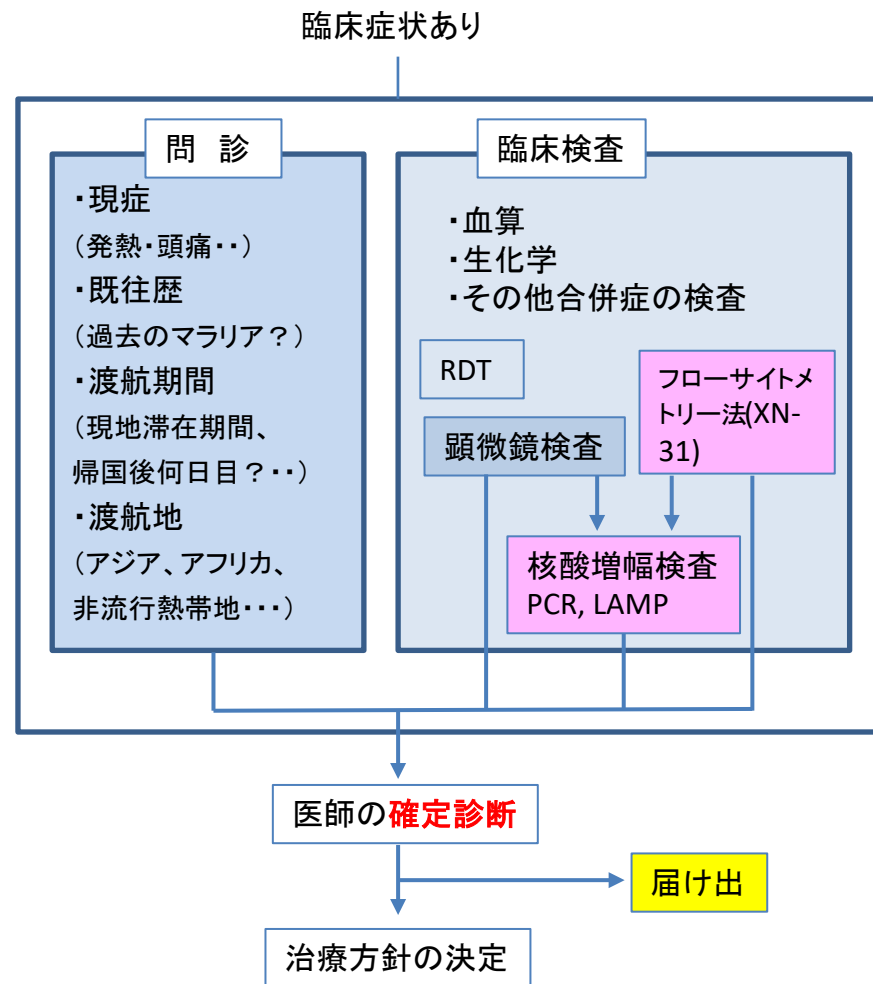 臨床症状あり
問 診
・現症
（発熱・頭痛・・）
・既往歴
（過去のマラリア？）
・渡航期間
（現地滞在期間、
帰国後何日目？・・）
・渡航地
（アジア、アフリカ、
非流行熱帯地・・・）
臨床検査
・血算
・生化学
・その他合併症の検査
RDT
フローサイトメ
トリー法(XN-
31)
顕微鏡検査
核酸増幅検査
PCR, LAMP
医師の確定診断
届け出
治療方針の決定